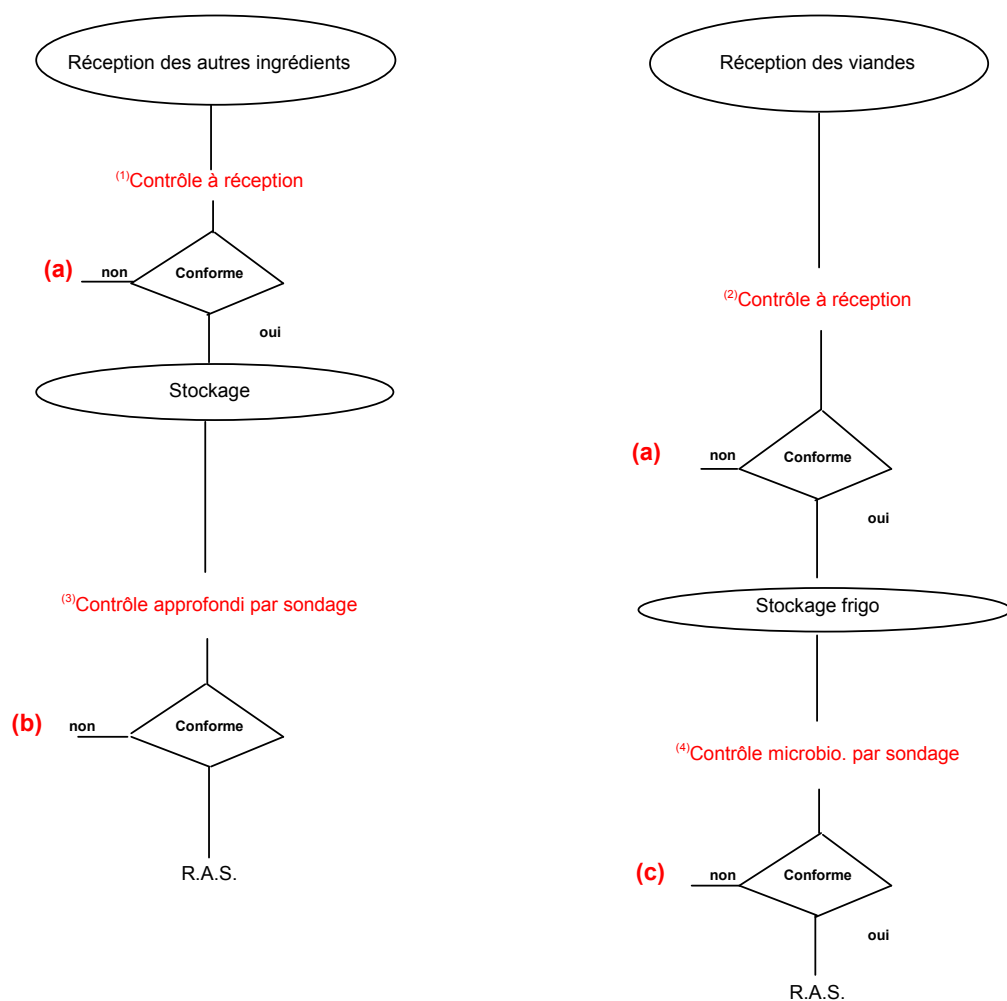 Réception des autres ingrédients
(1)Contrôle à réception
(a)
non
Conforme
oui
Stockage
(3)Contrôle approfondi par sondage
(b)
non
Conforme
R.A.S.
Réception des viandes
(2)Contrôle à réception
(a)
non
Conforme
oui
Stockage frigo
(4)Contrôle microbio. par sondage
(c)
non
Conforme
oui
R.A.S.